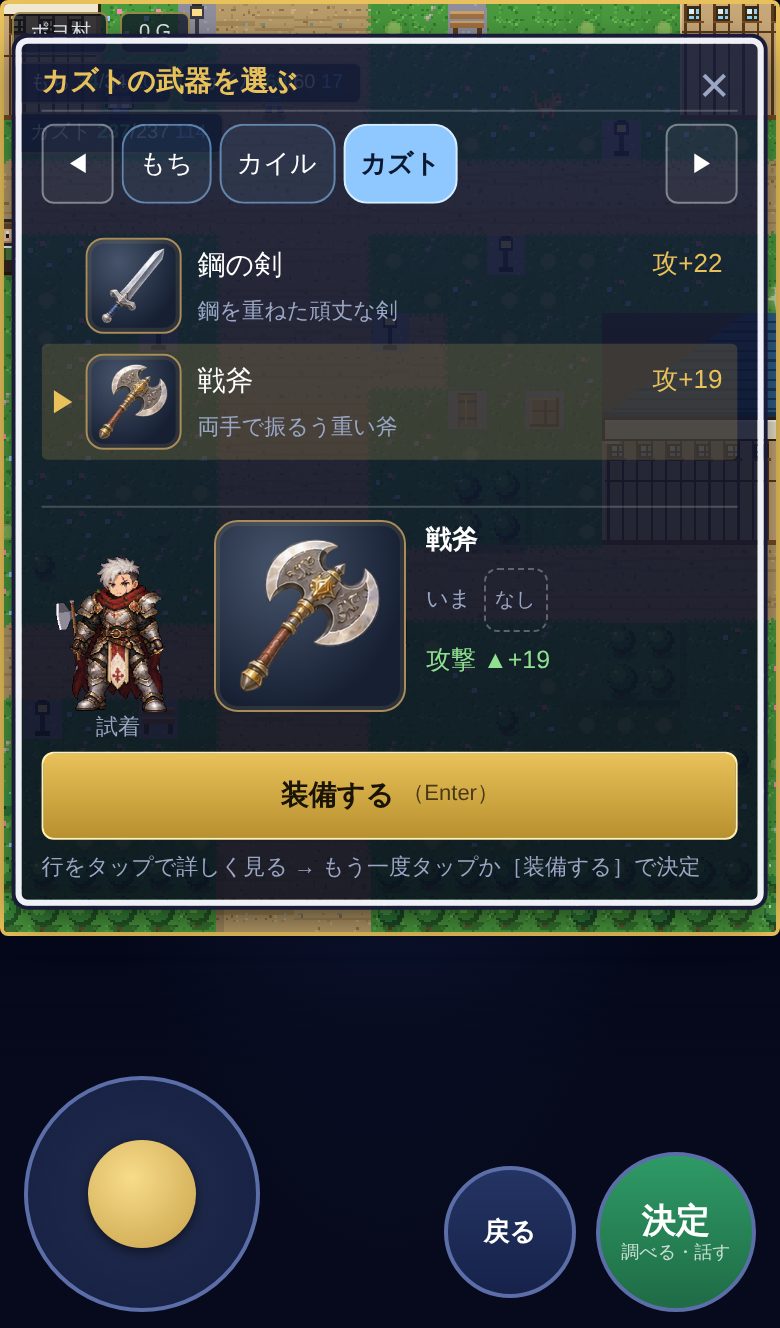 ポヨ村 0 G
カズトの武器を選ぶ
✕
◀ もち カイル カズト ▶
鋼の剣 攻+22
鋼を重ねた頑丈な剣
▶ 戦斧 攻+19
両手で振るう重い斧
戦斧
いま なし
攻撃 ▲+19
試着
装備する （Enter）
行をタップで詳しく見る → もう一度タップか［装備する］で決定
戻る
決定
調べる・話す